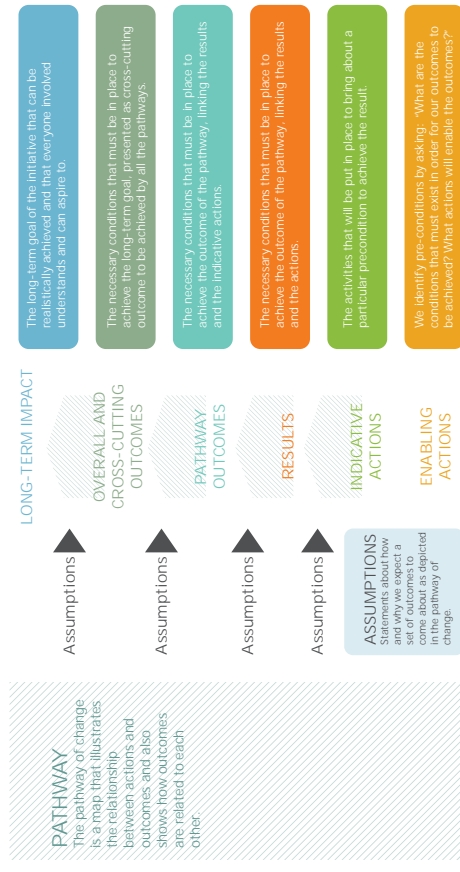 PATHWAY
The pathway of change
is a map that illustrates
the relationship
between actions and
outcomes and also
shows how outcomes
are related to each
other.
Assumptions
Assumptions
Assumptions
Assumptions
ASSUMPTIONS
Statements about how
and why we expect a
set of outcomes to
come about as depicted
in the pathway of
change.
LONG-TERM IMPACT
The long-term goal of the initiative that can be
realistically achieved and that everyone involved
understands and can aspire to.
OVERALL AND
CROSS-CUTTING
OUTCOMES
The necessary conditions that must be in place to
achieve the long-term goal, presented as cross-cutting
outcome to be achieved by all the pathways.
PATHWAY
OUTCOMES
The necessary conditions that must be in place to
achieve the outcome of the pathway, linking the results
and the indicative actions.
RESULTS
The necessary conditions that must be in place to
achieve the outcome of the pathway, linking the results
and the actions.
INDICATIVE
ACTIONS
The activities that will be put in place to bring about a
particular precondition to achieve the result.
ENABLING
ACTIONS
We identify pre-conditions by asking: "What are the
conditions that must exist in order for our outcomes to
be achieved? What actions will enable the outcomes?"